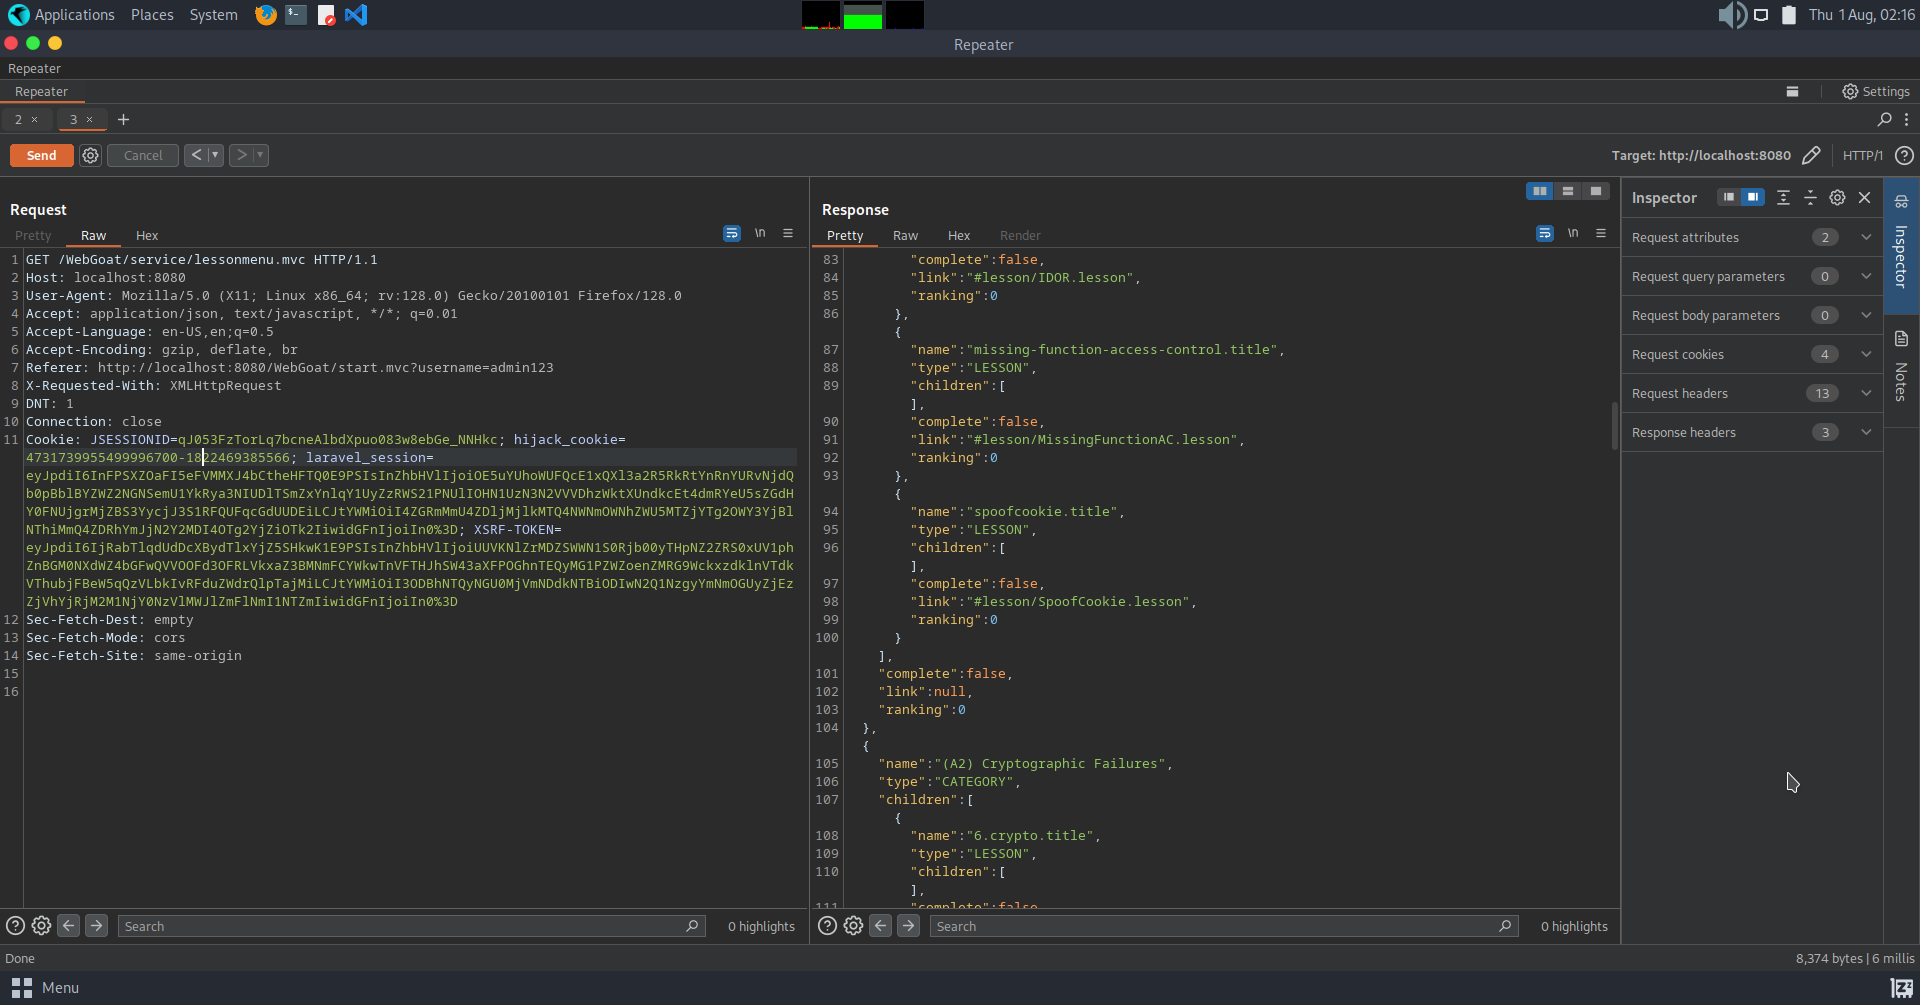 Applications Places System
Thu 1 Aug, 02:16
Repeater
Repeater
Repeater
Settings
2 × 3 × +
Send Cancel < >
Target: http://localhost:8080 HTTP/1
Request
Pretty Raw Hex \n
1 GET /WebGoat/service/lessonmenu.mvc HTTP/1.1
2 Host: localhost:8080
3 User-Agent: Mozilla/5.0 (X11; Linux x86_64; rv:128.0) Gecko/20100101 Firefox/128.0
4 Accept: application/json, text/javascript, */*; q=0.01
5 Accept-Language: en-US,en;q=0.5
6 Accept-Encoding: gzip, deflate, br
7 Referer: http://localhost:8080/WebGoat/start.mvc?username=admin123
8 X-Requested-With: XMLHttpRequest
9 DNT: 1
10 Connection: close
11 Cookie: JSESSIONID=qJ053FzTorLq7bcneAlbdXpuo083w8ebGe_NNHkc; hijack_cookie=
4731739955499996700-1822469385566; laravel_session=
eyJpdiI6InFPSXZOaFI5eFVMMXJ4bCtheHFTQ0E9PSIsInZhbHVlIjoiOE5uYUhoWUFQcE1xQXl3a2R5RkRtYnRnYURvNjdQ
b0pBblBYZWZ2NGNSemU1YkRya3NIUDlTSmZxYnlqY1UyZzRWS21PNUlIOHN1UzN3N2VVVDhzWktXUndkcEt4dmRYeU5sZGdH
Y0FNUjgrMjZBS3YycjJ3S1RFQUFqcGdUUDEiLCJtYWMiOiI4ZGRmMmU4ZDljMjlkMTQ4NWNmOWNhZWU5MTZjYTg2OWY3YjBl
NThiMmQ4ZDRhYmJjN2Y2MDI4OTg2YjZiOTk2IiwidGFnIjoiIn0%3D; XSRF-TOKEN=
eyJpdiI6IjRabTlqdUdDcXBydTlxYjZ5SHkwK1E9PSIsInZhbHVlIjoiUUVKNlZrMDZSWWN1S0Rjb00yTHpNZ2ZRS0xUV1ph
ZnBGM0NXdWZ4bGFwQVVOOFd3OFRLVkxaZ3BMNmFCYWkwTnVFTHJhSW43aXFPOGhnTEQyMG1PZWZoenZMRG9Wckxzdk1nVTdk
VThubjFBeW5qQzVLbkIvRFduZWdrQlpTajMiLCJtYWMiOiI3ODBhNTQyNGU0MjVmNDdkNTBiODIwN2Q1NzgyYmNmOGUyZjEz
ZjVhYjRjM2M1NjY0NzVlMWJlZmFlNmI1NTZmIiwidGFnIjoiIn0%3D
12 Sec-Fetch-Dest: empty
13 Sec-Fetch-Mode: cors
14 Sec-Fetch-Site: same-origin
15
16
Search 0 highlights
Response
Pretty Raw Hex Render \n
83 "complete":false,
84 "link":"#lesson/IDOR.lesson",
85 "ranking":0
86 },
{
87 "name":"missing-function-access-control.title",
88 "type":"LESSON",
89 "children":[
],
90 "complete":false,
91 "link":"#lesson/MissingFunctionAC.lesson",
92 "ranking":0
93 },
{
94 "name":"spoofcookie.title",
95 "type":"LESSON",
96 "children":[
],
97 "complete":false,
98 "link":"#lesson/SpoofCookie.lesson",
99 "ranking":0
100 }
],
101 "complete":false,
102 "link":null,
103 "ranking":0
104 },
{
105 "name":"(A2) Cryptographic Failures",
106 "type":"CATEGORY",
107 "children":[
{
108 "name":"6.crypto.title",
109 "type":"LESSON",
110 "children":[
],
111 "complete":false,
Search 0 highlights
Inspector
Request attributes 2
Request query parameters 0
Request body parameters 0
Request cookies 4
Request headers 13
Response headers 3
Inspector
Notes
Done
8,374 bytes | 6 millis
Menu